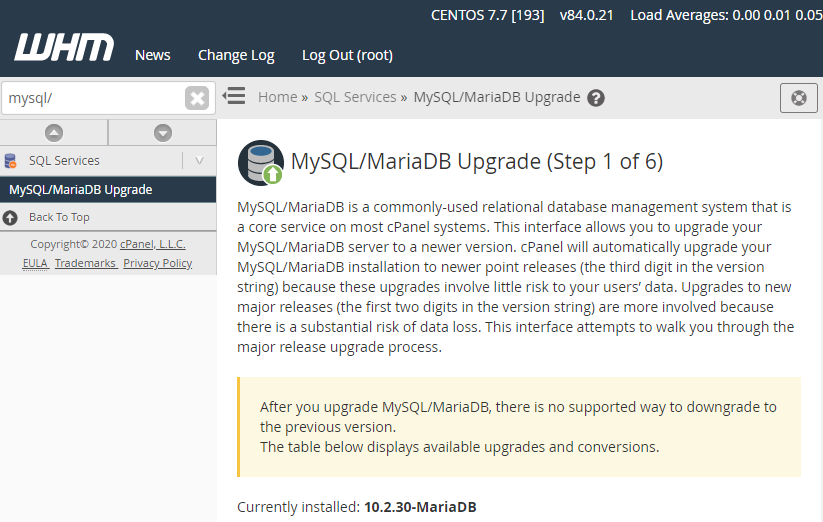 CENTOS 7.7 [193] v84.0.21 Load Averages: 0.00 0.01 0.05
WHM News Change Log Log Out (root)
mysql/
Home » SQL Services » MySQL/MariaDB Upgrade
SQL Services
MySQL/MariaDB Upgrade
Back To Top
Copyright© 2020 cPanel, L.L.C.
EULA Trademarks Privacy Policy
MySQL/MariaDB Upgrade (Step 1 of 6)
MySQL/MariaDB is a commonly-used relational database management system that is
a core service on most cPanel systems. This interface allows you to upgrade your
MySQL/MariaDB server to a newer version. cPanel will automatically upgrade your
MySQL/MariaDB installation to newer point releases (the third digit in the version
string) because these upgrades involve little risk to your users’ data. Upgrades to new
major releases (the first two digits in the version string) are more involved because
there is a substantial risk of data loss. This interface attempts to walk you through the
major release upgrade process.
After you upgrade MySQL/MariaDB, there is no supported way to downgrade to
the previous version.
The table below displays available upgrades and conversions.
Currently installed: 10.2.30-MariaDB